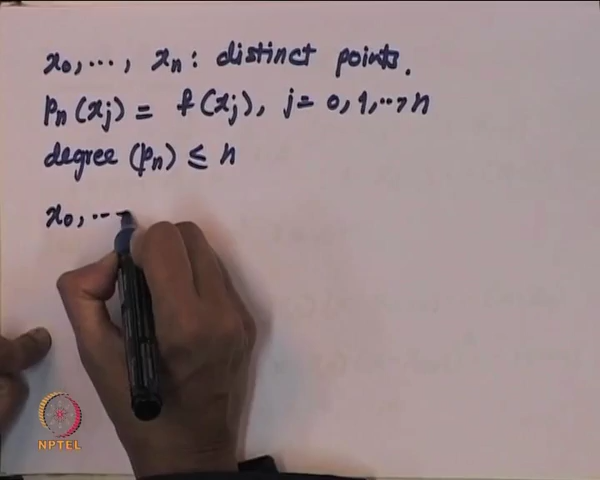 x₀, ..., xₙ : distinct points.
pₙ(xⱼ) = f(xⱼ), j = 0, 1, ..., n
degree (pₙ) ≤ n
x₀, ...
NPTEL